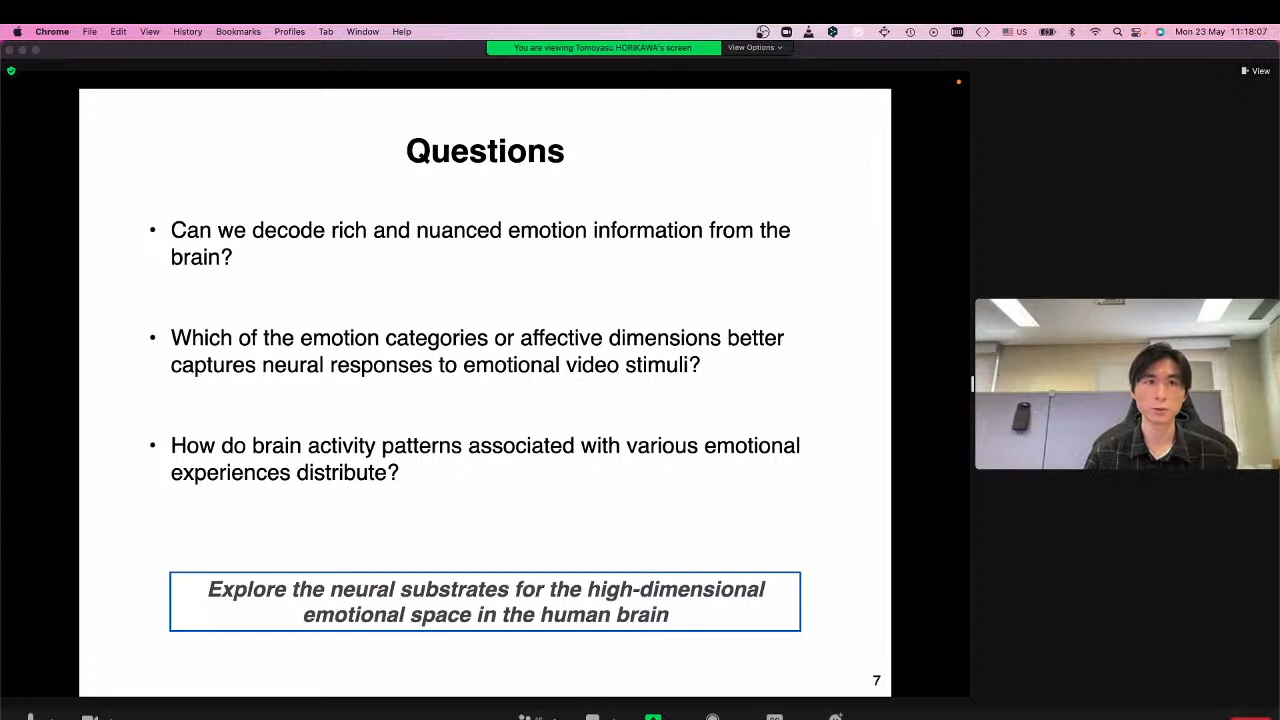 Chrome File Edit View History Bookmarks Profiles Tab Window Help US Mon 23 May 11:18:07
You are viewing Tomoyasu HORIKAWA's screen View Options
View
Questions
• Can we decode rich and nuanced emotion information from the
brain?
• Which of the emotion categories or affective dimensions better
captures neural responses to emotional video stimuli?
• How do brain activity patterns associated with various emotional
experiences distribute?
Explore the neural substrates for the high-dimensional
emotional space in the human brain
7